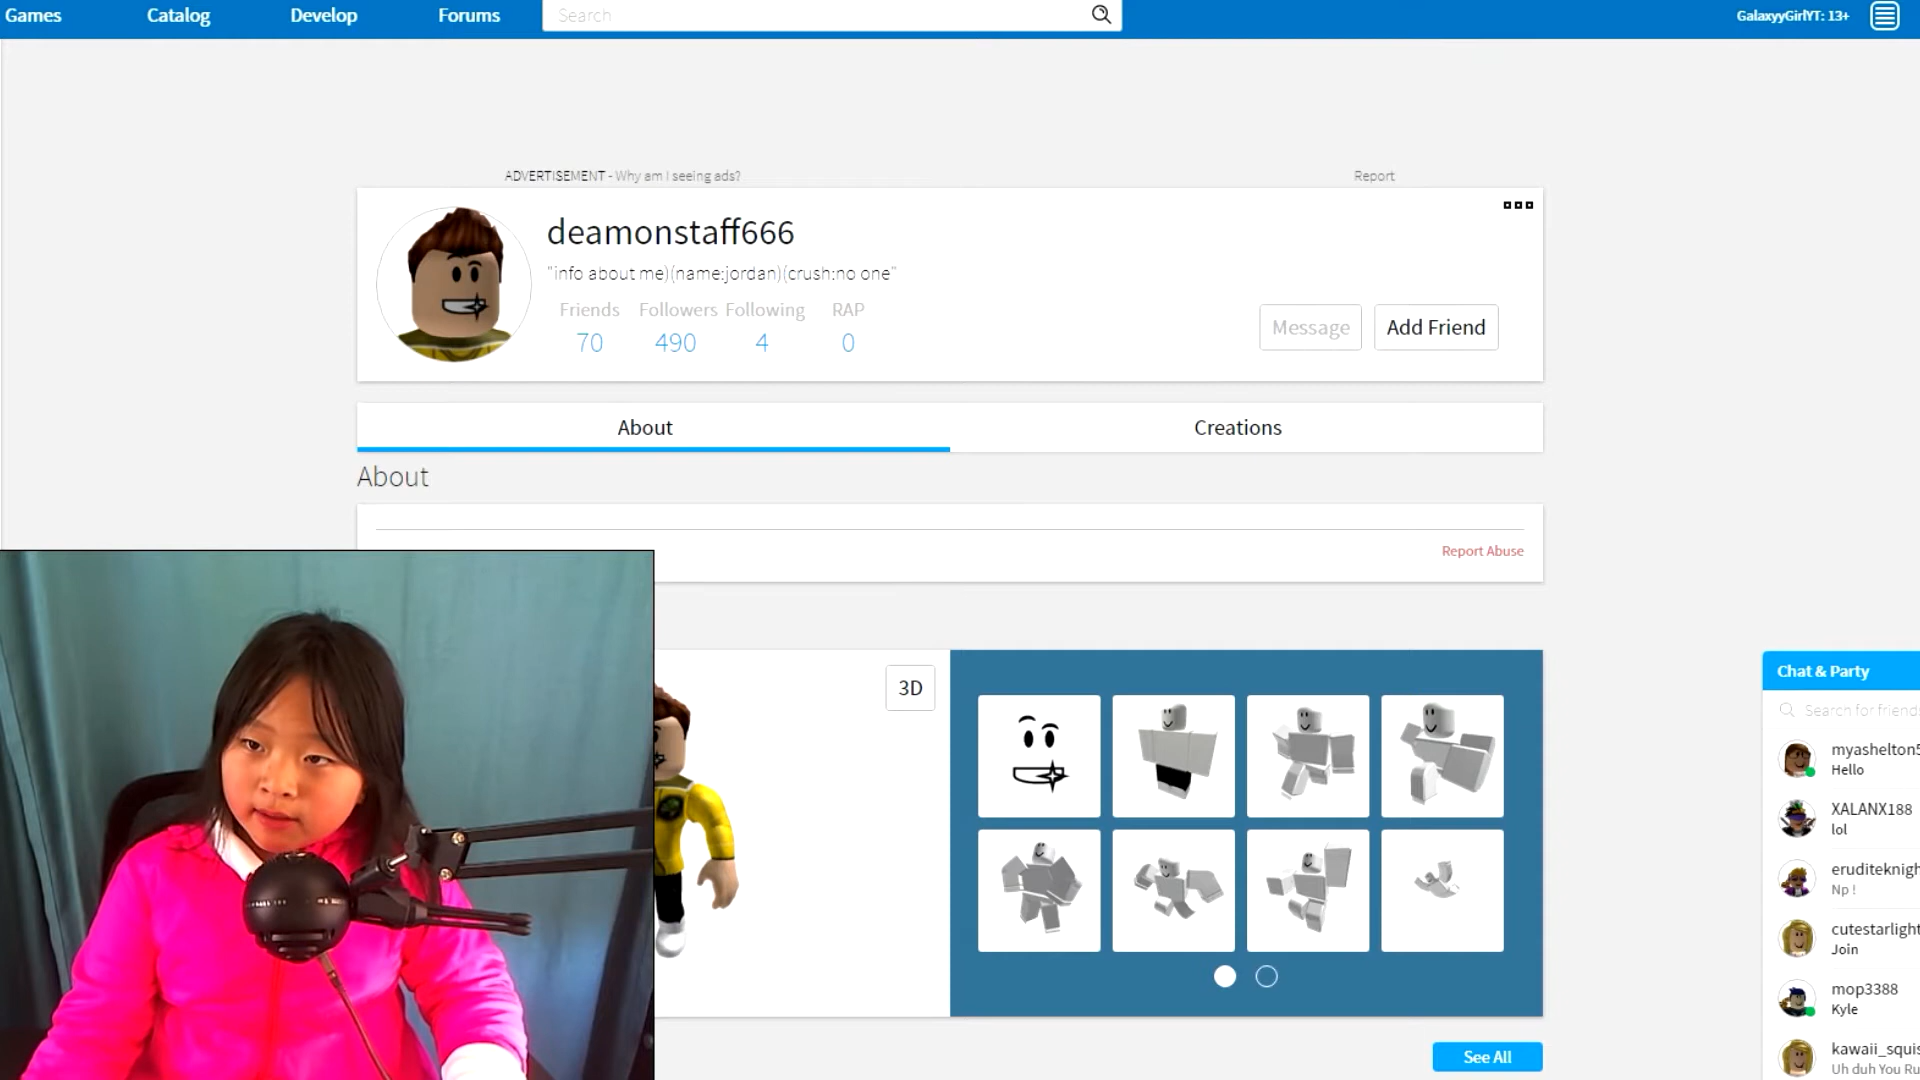 Games Catalog Develop Forums Search GalaxyyGirlYT: 13+
ADVERTISEMENT - Why am I seeing ads? Report
deamonstaff666
"info about me)(name:jordan)(crush:no one"
Friends Followers Following RAP
70 490 4 0
Message Add Friend
About Creations
About
Report Abuse
3D
Chat & Party
Search for friends
myashelton5
Hello
XALANX188
lol
eruditeknigh
Np !
cutestarlight
Join
mop3388
Kyle
kawaii_squis
Uh duh You Ru
See All